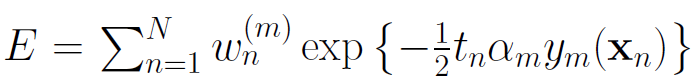 $E = \sum_{n=1}^{N} w_n^{(m)} \exp\left\{-\frac{1}{2} t_n \alpha_m y_m(\mathbf{x}_n)\right\}$